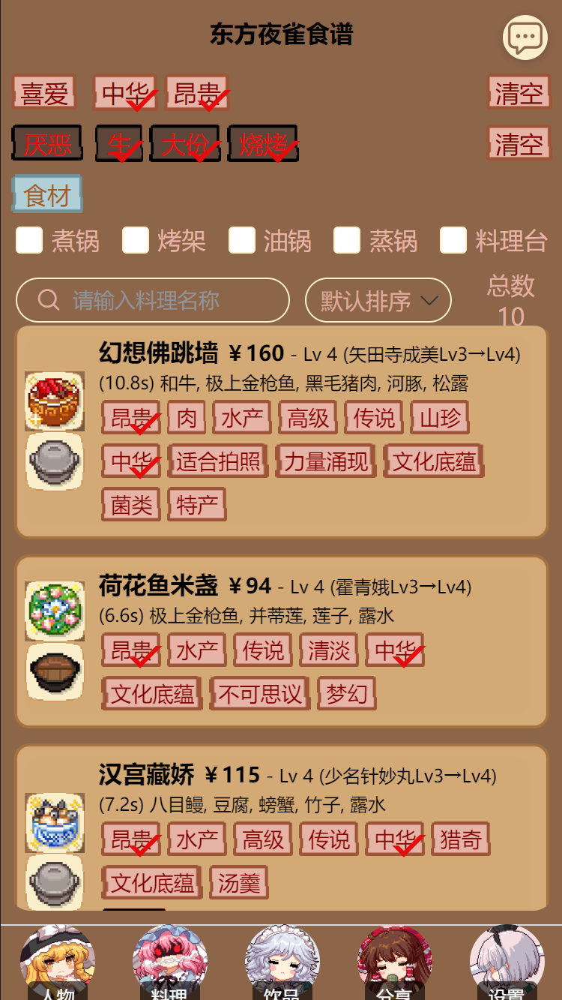 东方夜雀食谱
喜爱 中华 昂贵 清空
厌恶 牛 大份 烧烤 清空
食材
煮锅 烤架 油锅 蒸锅 料理台
请输入料理名称 默认排序 总数
10
幻想佛跳墙 ￥160 - Lv 4 (矢田寺成美Lv3→Lv4)
(10.8s) 和牛, 极上金枪鱼, 黑毛猪肉, 河豚, 松露
昂贵 肉 水产 高级 传说 山珍
中华 适合拍照 力量涌现 文化底蕴
菌类 特产
荷花鱼米盏 ￥94 - Lv 4 (霍青娥Lv3→Lv4)
(6.6s) 极上金枪鱼, 并蒂莲, 莲子, 露水
昂贵 水产 传说 清淡 中华
文化底蕴 不可思议 梦幻
汉宫藏娇 ￥115 - Lv 4 (少名针妙丸Lv3→Lv4)
(7.2s) 八目鳗, 豆腐, 螃蟹, 竹子, 露水
昂贵 水产 高级 传说 中华 猎奇
文化底蕴 汤羹
人物 料理 饮品 分享 设置